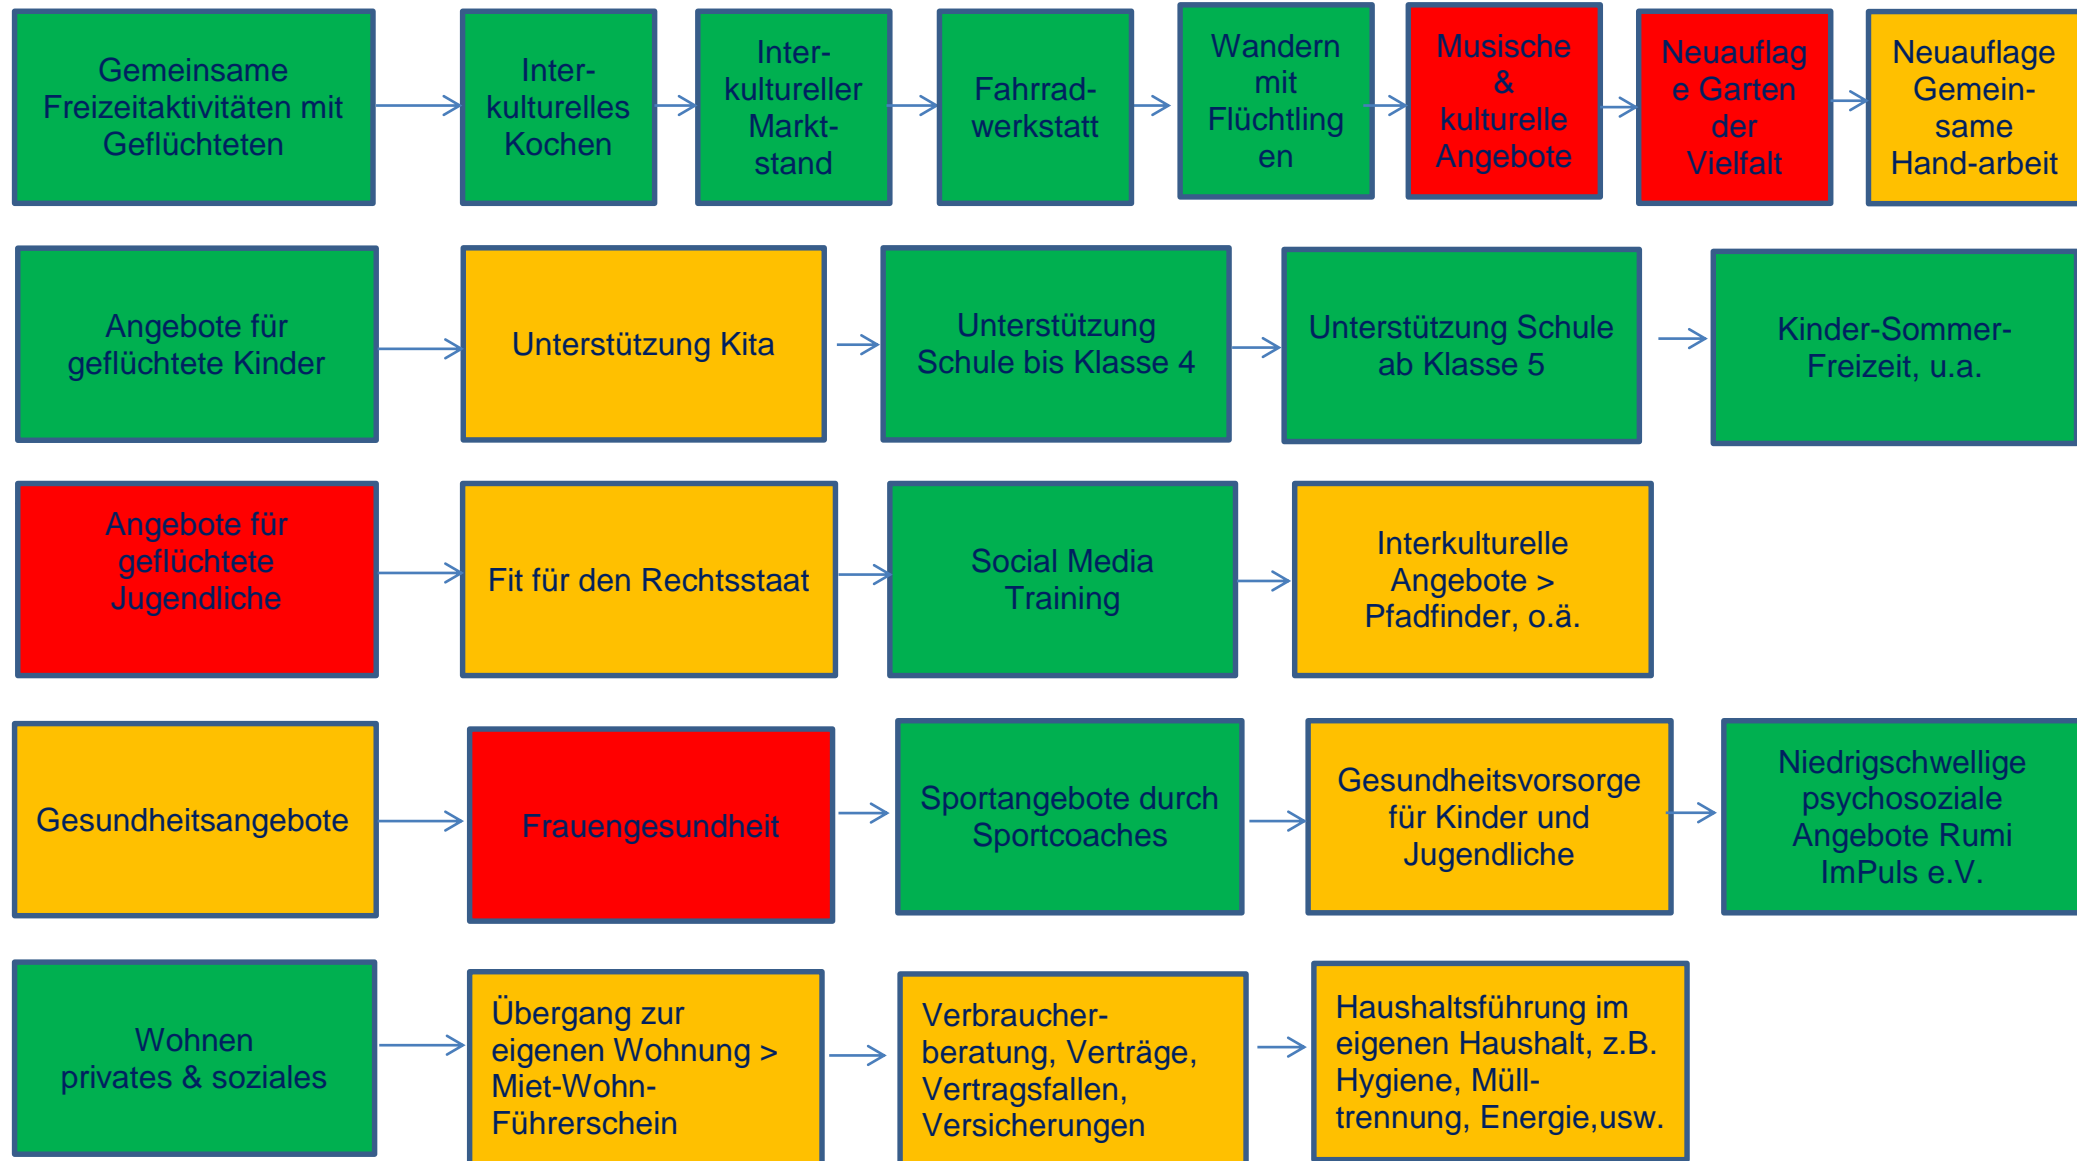 Gemeinsame
Freizeitaktivitäten mit
Geflüchteten
Inter-
kulturelles
Kochen
Inter-
kultureller
Markt-
stand
Fahrrad-
werkstatt
Wandern
mit
Flüchtling
en
Musische
&
kulturelle
Angebote
Neuauflag
e Garten
der
Vielfalt
Neuauflage
Gemein-
same
Hand-arbeit
Angebote für
geflüchtete Kinder
Unterstützung Kita
Unterstützung
Schule bis Klasse 4
Unterstützung Schule
ab Klasse 5
Kinder-Sommer-
Freizeit, u.a.
Angebote für
geflüchtete
Jugendliche
Fit für den Rechtsstaat
Social Media
Training
Interkulturelle
Angebote >
Pfadfinder, o.ä.
Gesundheitsangebote
Frauengesundheit
Sportangebote durch
Sportcoaches
Gesundheitsvorsorge
für Kinder und
Jugendliche
Niedrigschwellige
psychosoziale
Angebote Rumi
ImPuls e.V.
Wohnen
privates & soziales
Übergang zur
eigenen Wohnung >
Miet-Wohn-
Führerschein
Verbraucher-
beratung, Verträge,
Vertragsfallen,
Versicherungen
Haushaltsführung im
eigenen Haushalt, z.B.
Hygiene, Müll-
trennung, Energie,usw.